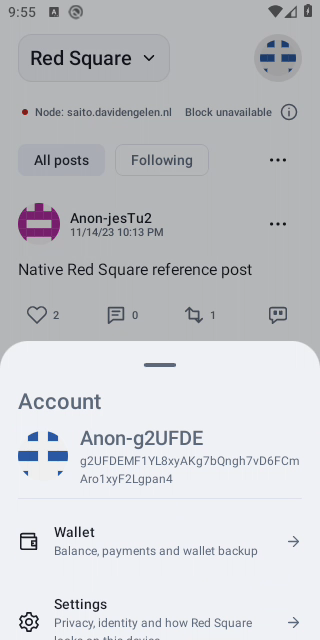 9:55
Red Square
Node: saito.davidengelen.nl Block unavailable
All posts Following
Anon-jesTu2
11/14/23 10:13 PM
Native Red Square reference post
2 0 1
Account
Anon-g2UFDE
g2UFDEMF1YL8xyAKg7bQngh7vD6FCm
Aro1xyF2Lgpan4
Wallet
Balance, payments and wallet backup
Settings
Privacy, identity and how Red Square
looks on this device